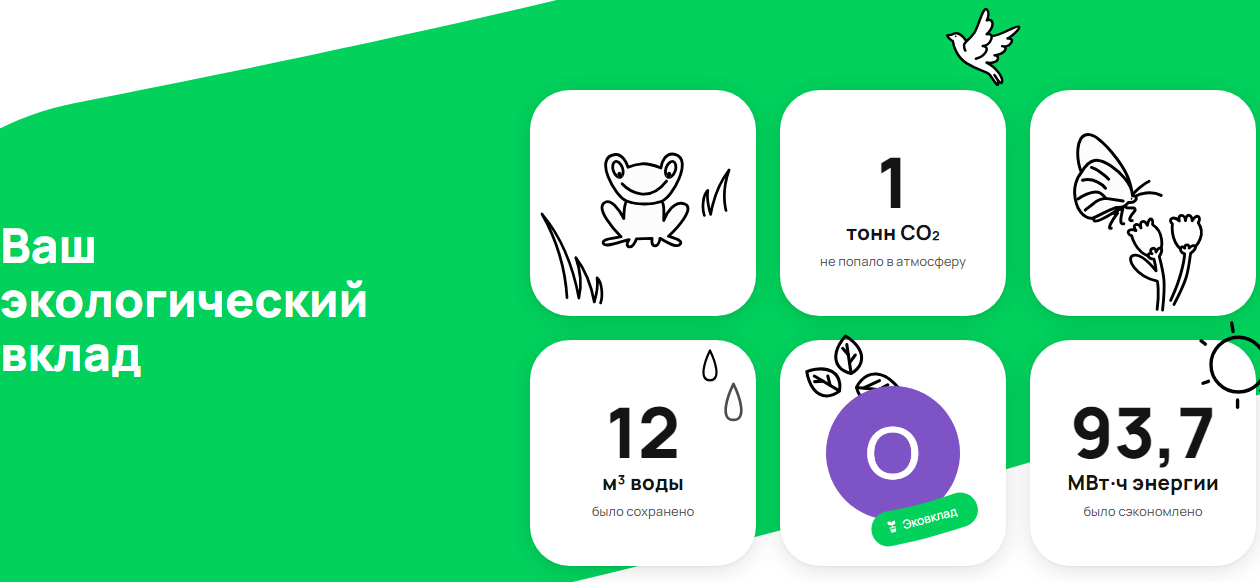 Ваш
экологический
вклад
1
тонн CO₂
не попало в атмосферу
12
м³ воды
было сохранено
О
Эковклад
93,7
МВт·ч энергии
было сэкономлено